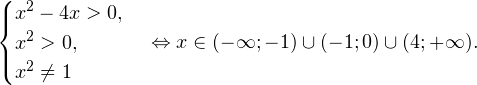 x² − 4x > 0,
x² > 0, ⇔ x ∈ (−∞; −1) ∪ (−1; 0) ∪ (4; +∞).
x² ≠ 1